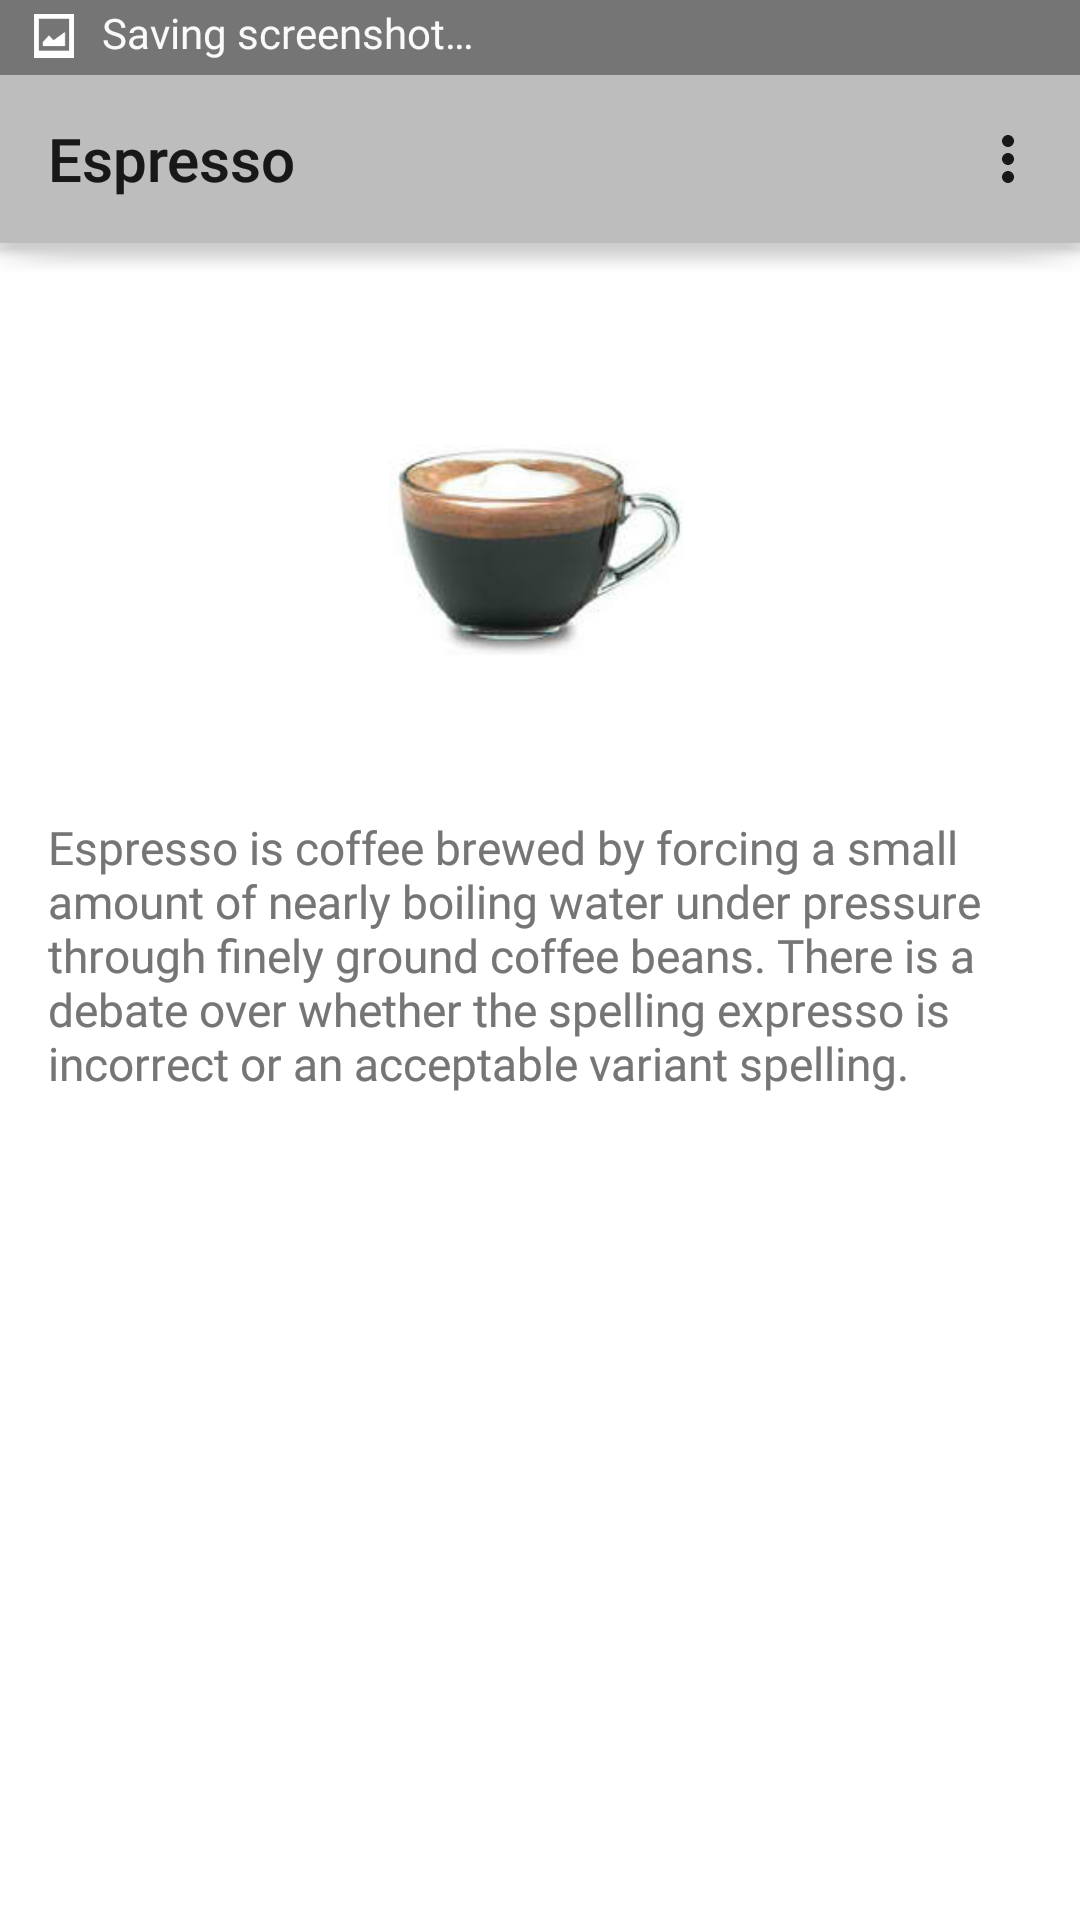 Saving screenshot…
Espresso
Espresso is coffee brewed by forcing a small
amount of nearly boiling water under pressure
through finely ground coffee beans. There is a
debate over whether the spelling expresso is
incorrect or an acceptable variant spelling.